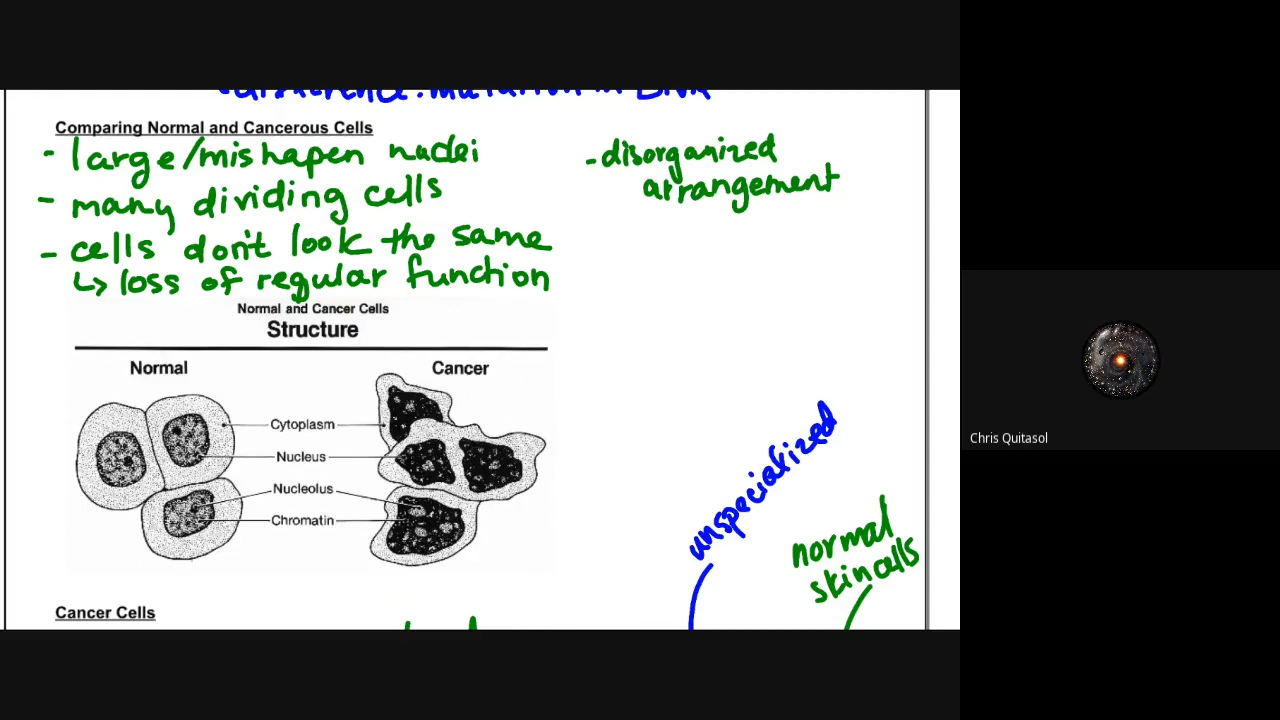 Comparing Normal and Cancerous Cells
- large/mishapen nuclei
- many dividing cells
- cells don't look the same
↳ loss of regular function
- disorganized
arrangement
Normal and Cancer Cells
Structure
Normal
Cancer
Cytoplasm
Nucleus
Nucleolus
Chromatin
unspecialized
normal
skin cells
Cancer Cells
Chris Quitasol